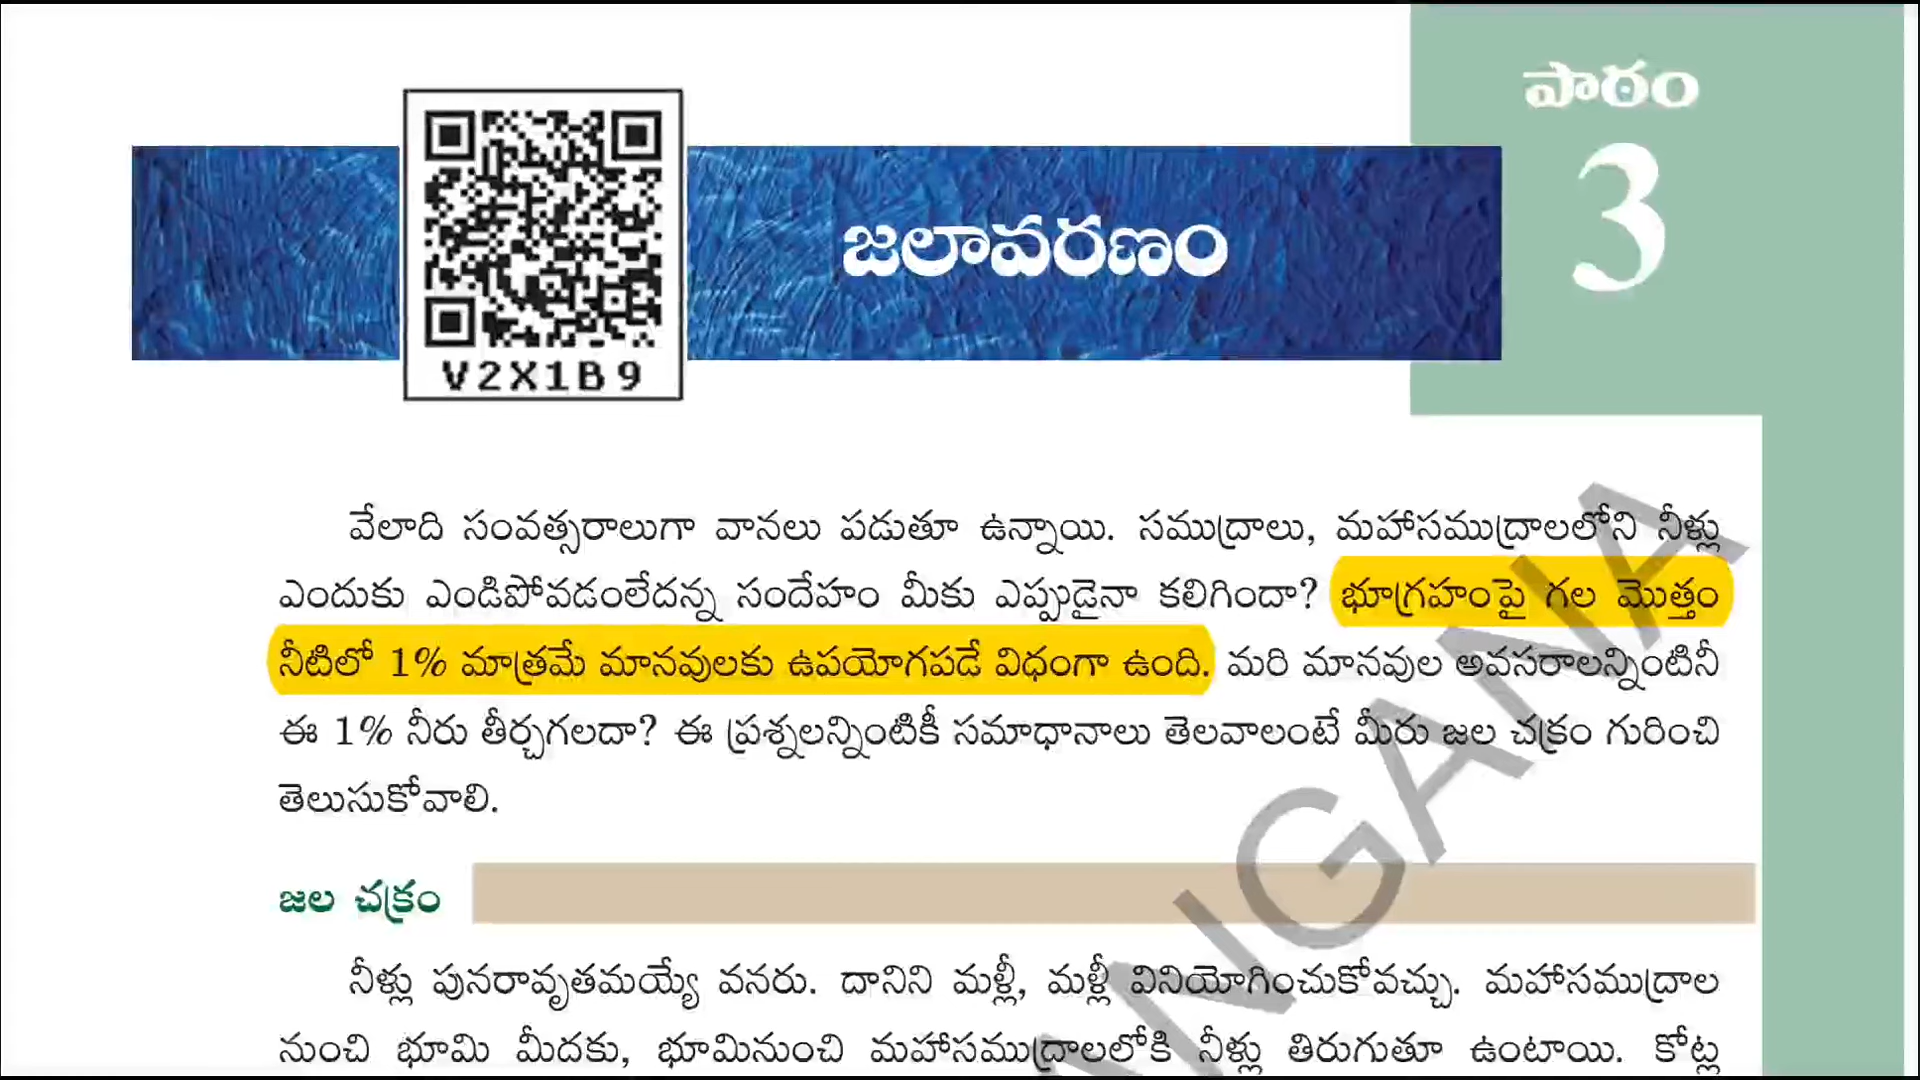 పాఠం
3
జలావరణం
V2X1B9
వేలాది సంవత్సరాలుగా వానలు పడుతూ ఉన్నాయి. సముద్రాలు, మహాసముద్రాలలోని నీళ్లు
ఎందుకు ఎండిపోవడంలేదన్న సందేహం మీకు ఎప్పుడైనా కలిగిందా? భూగ్రహంపై గల మొత్తం
నీటిలో 1% మాత్రమే మానవులకు ఉపయోగపడే విధంగా ఉంది. మరి మానవుల అవసరాలన్నింటినీ
ఈ 1% నీరు తీర్చగలదా? ఈ ప్రశ్నలన్నింటికీ సమాధానాలు తెలవాలంటే మీరు జల చక్రం గురించి
తెలుసుకోవాలి.
జల చక్రం
నీళ్లు పునరావృతమయ్యే వనరు. దానిని మళ్లీ, మళ్లీ వినియోగించుకోవచ్చు. మహాసముద్రాల
నుంచి భూమి మీదకు, భూమినుంచి మహాసముద్రాలలోకి నీళ్లు తిరుగుతూ ఉంటాయి. కోట్ల
NGANA